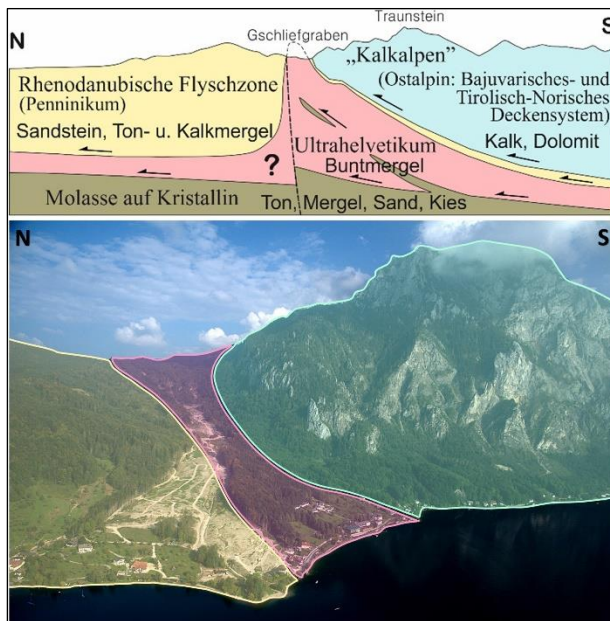 N
Gschliefgraben
Traunstein
S
Rhenodanubische Flyschzone
(Penninikum)
Sandstein, Ton- u. Kalkmergel
„Kalkalpen”
(Ostalpin: Bajuvarisches- und
Tirolisch-Norisches
Deckensystem)
Kalk, Dolomit
Ultrahelvetikum
Buntmergel
?
Molasse auf Kristallin
Ton, Mergel, Sand, Kies
N
S